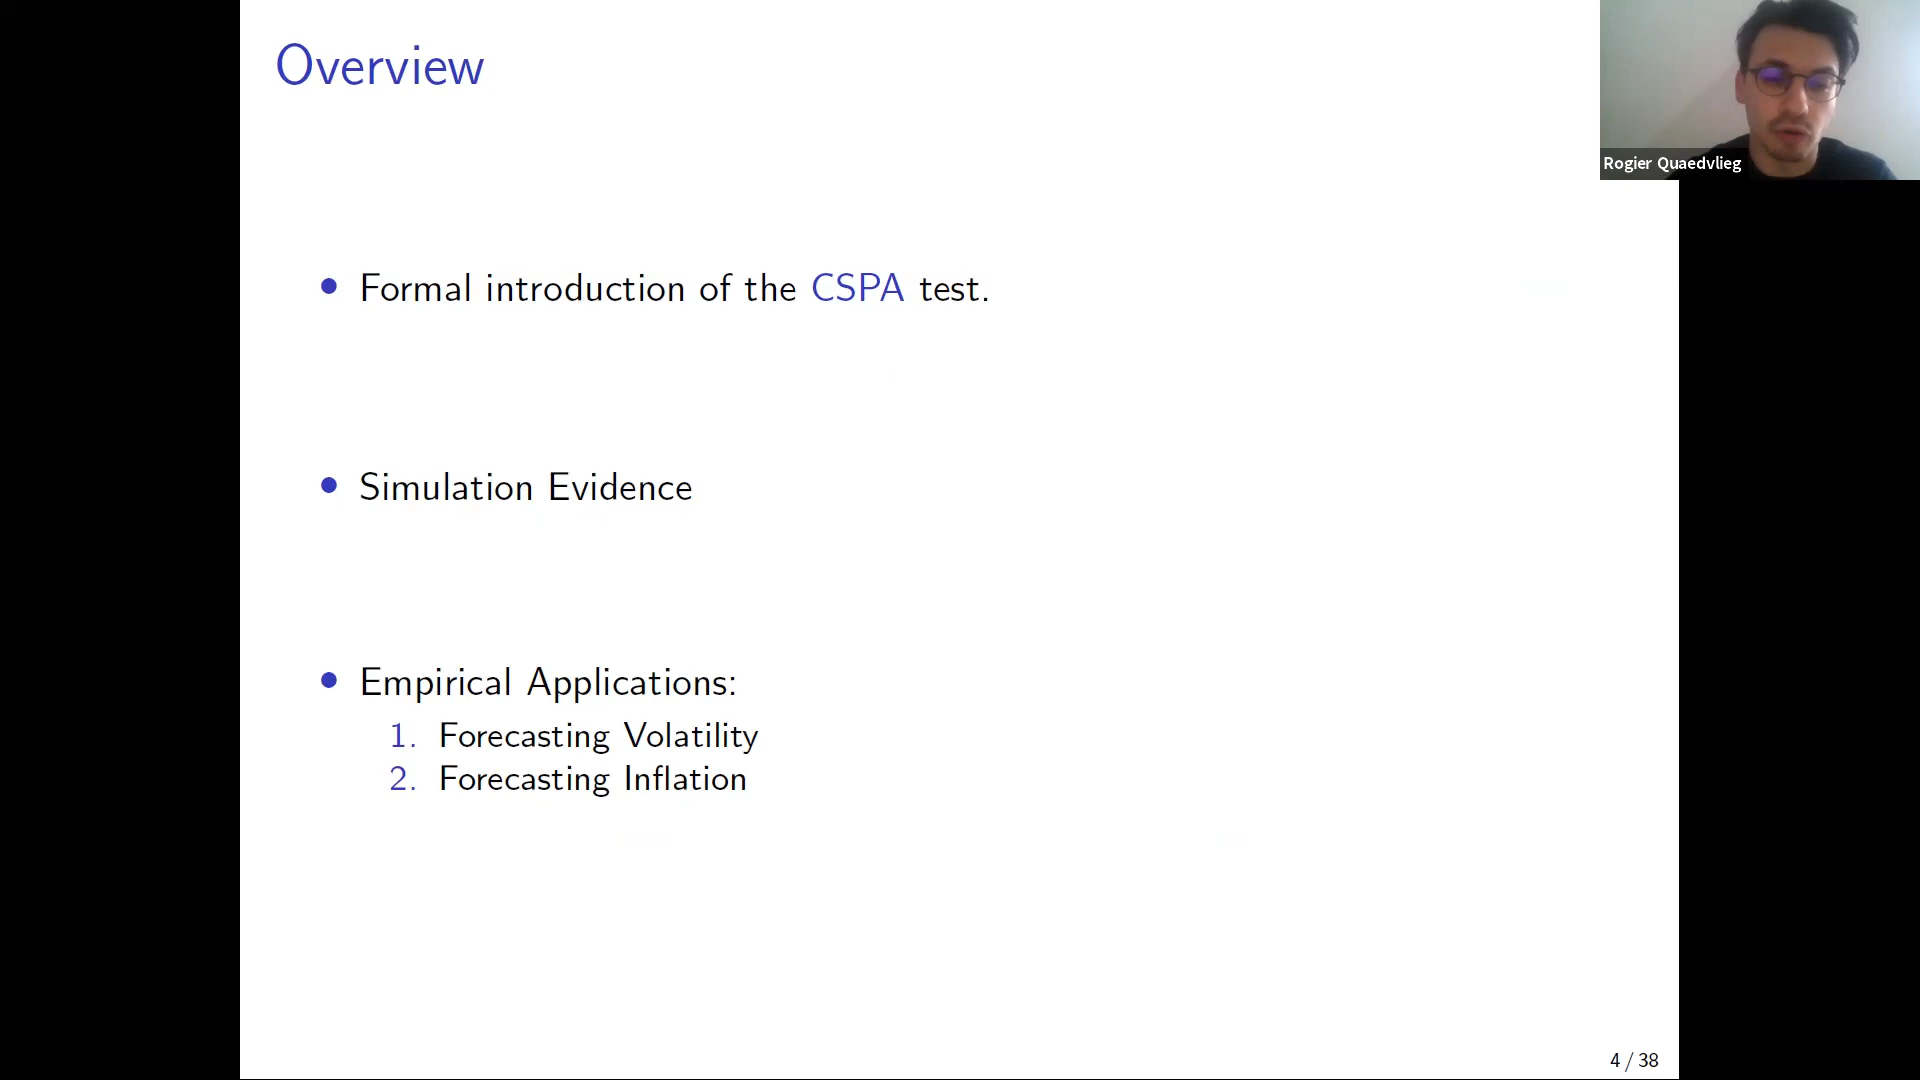 Overview
Rogier Quaedvlieg
• Formal introduction of the CSPA test.
• Simulation Evidence
• Empirical Applications:
1. Forecasting Volatility
2. Forecasting Inflation
4 / 38